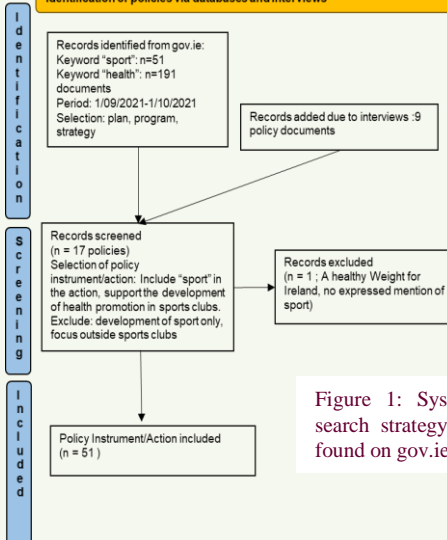 Identification of policies via databases and interviews
Identification
Records identified from gov.ie:
Keyword "sport": n=51
Keyword "health": n=191
documents
Period: 1/09/2021-1/10/2021
Selection: plan, program,
strategy
Records added due to interviews :9
policy documents
Screening
Records screened
(n = 17 policies)
Selection of policy
instrument/action: Include "sport" in
the action, support the development
of health promotion in sports clubs.
Exclude: development of sport only,
focus outside sports clubs
Records excluded
(n = 1 ; A healthy Weight for
Ireland, no expressed mention of
sport)
Included
Policy Instrument/Action included
(n = 51 )
Figure 1: Sys
search strategy
found on gov.ie